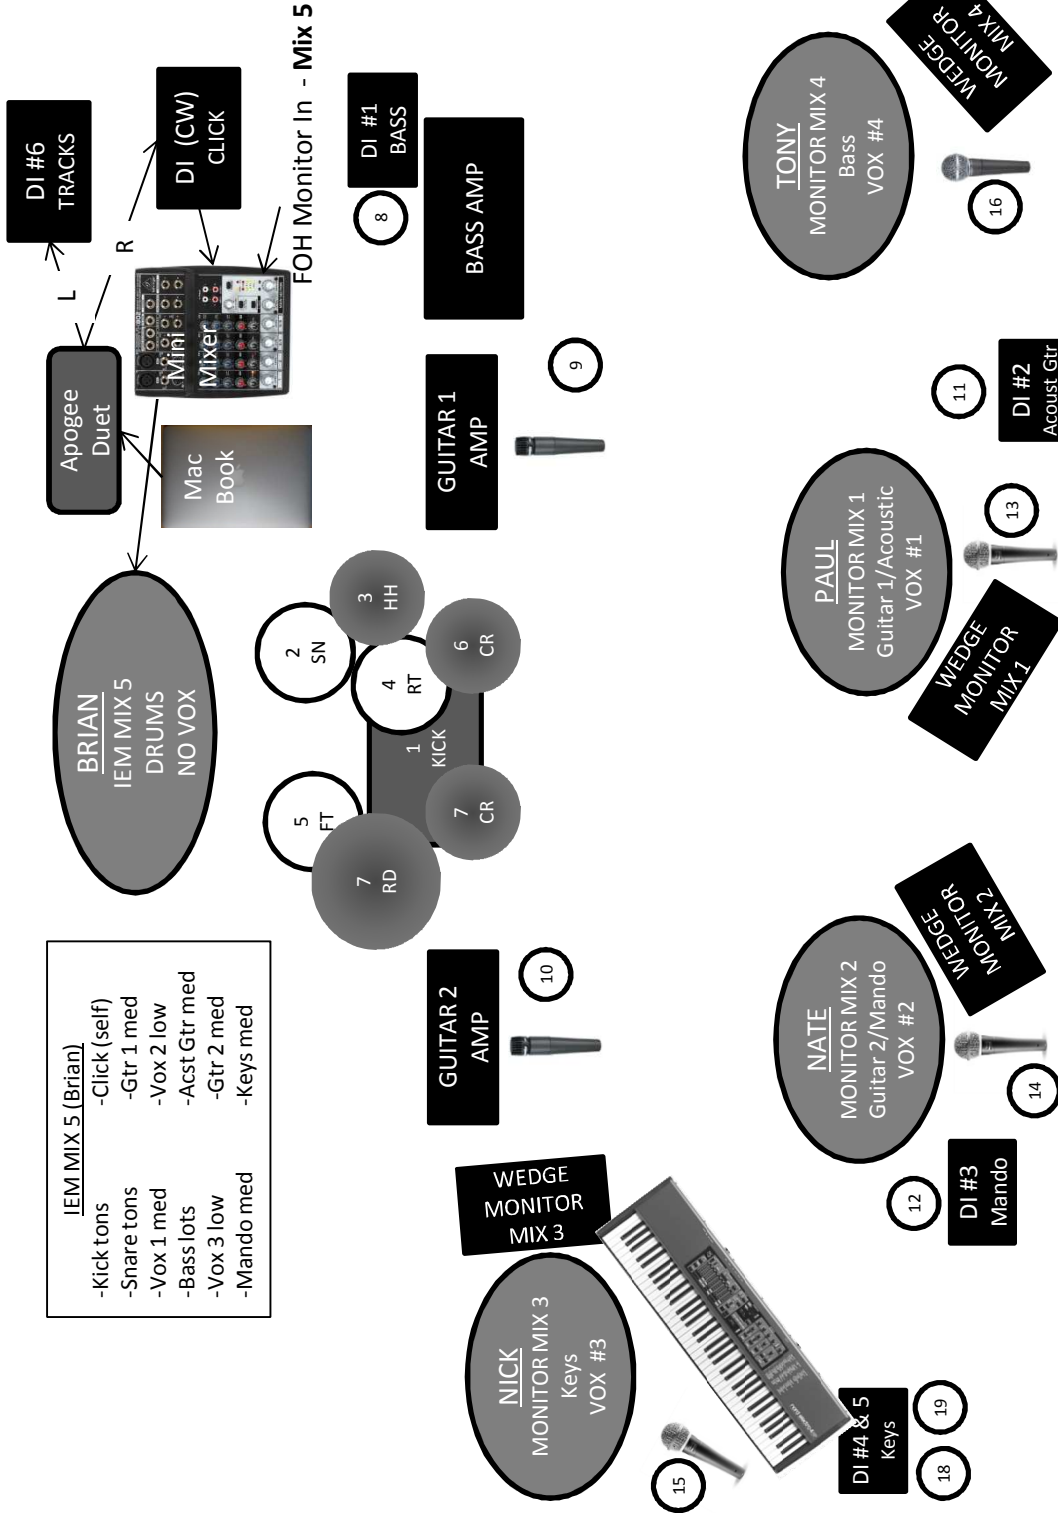 IEM MIX 5 (Brian)
-Kick tons
-Click (self)
-Snare tons
-Gtr 1 med
-Vox 1 med
-Vox 2 low
-Bass lots
-Acst Gtr med
-Vox 3 low
-Gtr 2 med
-Mando med
-Keys med
BRIAN
IEM MIX 5
DRUMS
NO VOX
Apogee
Duet
Mac
Book
L
R
DI #6
TRACKS
DI (CW)
CLICK
Mini
Mixer
FOH Monitor In - Mix 5
5
FT
2
SN
3
HH
7
RD
1
KICK
4
RT
7
CR
6
CR
DI #1
BASS
8
BASS AMP
GUITAR 1
AMP
9
GUITAR 2
AMP
10
WEDGE
MONITOR
MIX 3
NICK
MONITOR MIX 3
Keys
VOX #3
15
DI #4 & 5
Keys
18
19
NATE
MONITOR MIX 2
Guitar 2/Mando
VOX #2
WEDGE
MONITOR
MIX 2
12
DI #3
Mando
14
PAUL
MONITOR MIX 1
Guitar 1/Acoustic
VOX #1
WEDGE
MONITOR
MIX 1
13
11
DI #2
Acoust Gtr
TONY
MONITOR MIX 4
Bass
VOX #4
WEDGE
MONITOR
MIX 4
16